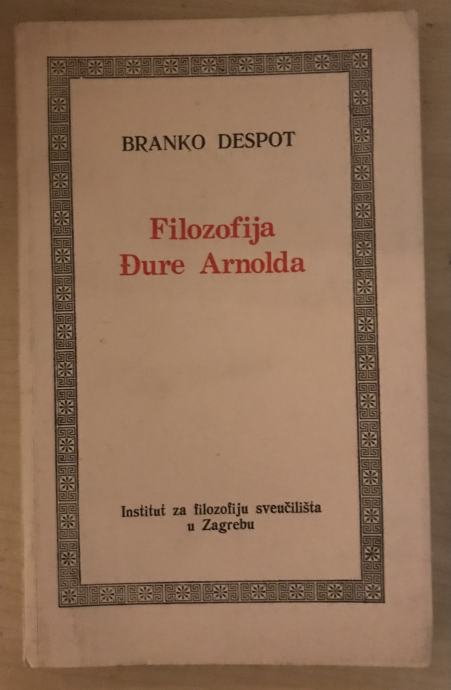 BRANKO DESPOT
Filozofija
Đure Arnolda
Institut za filozofiju sveučilišta
u Zagrebu